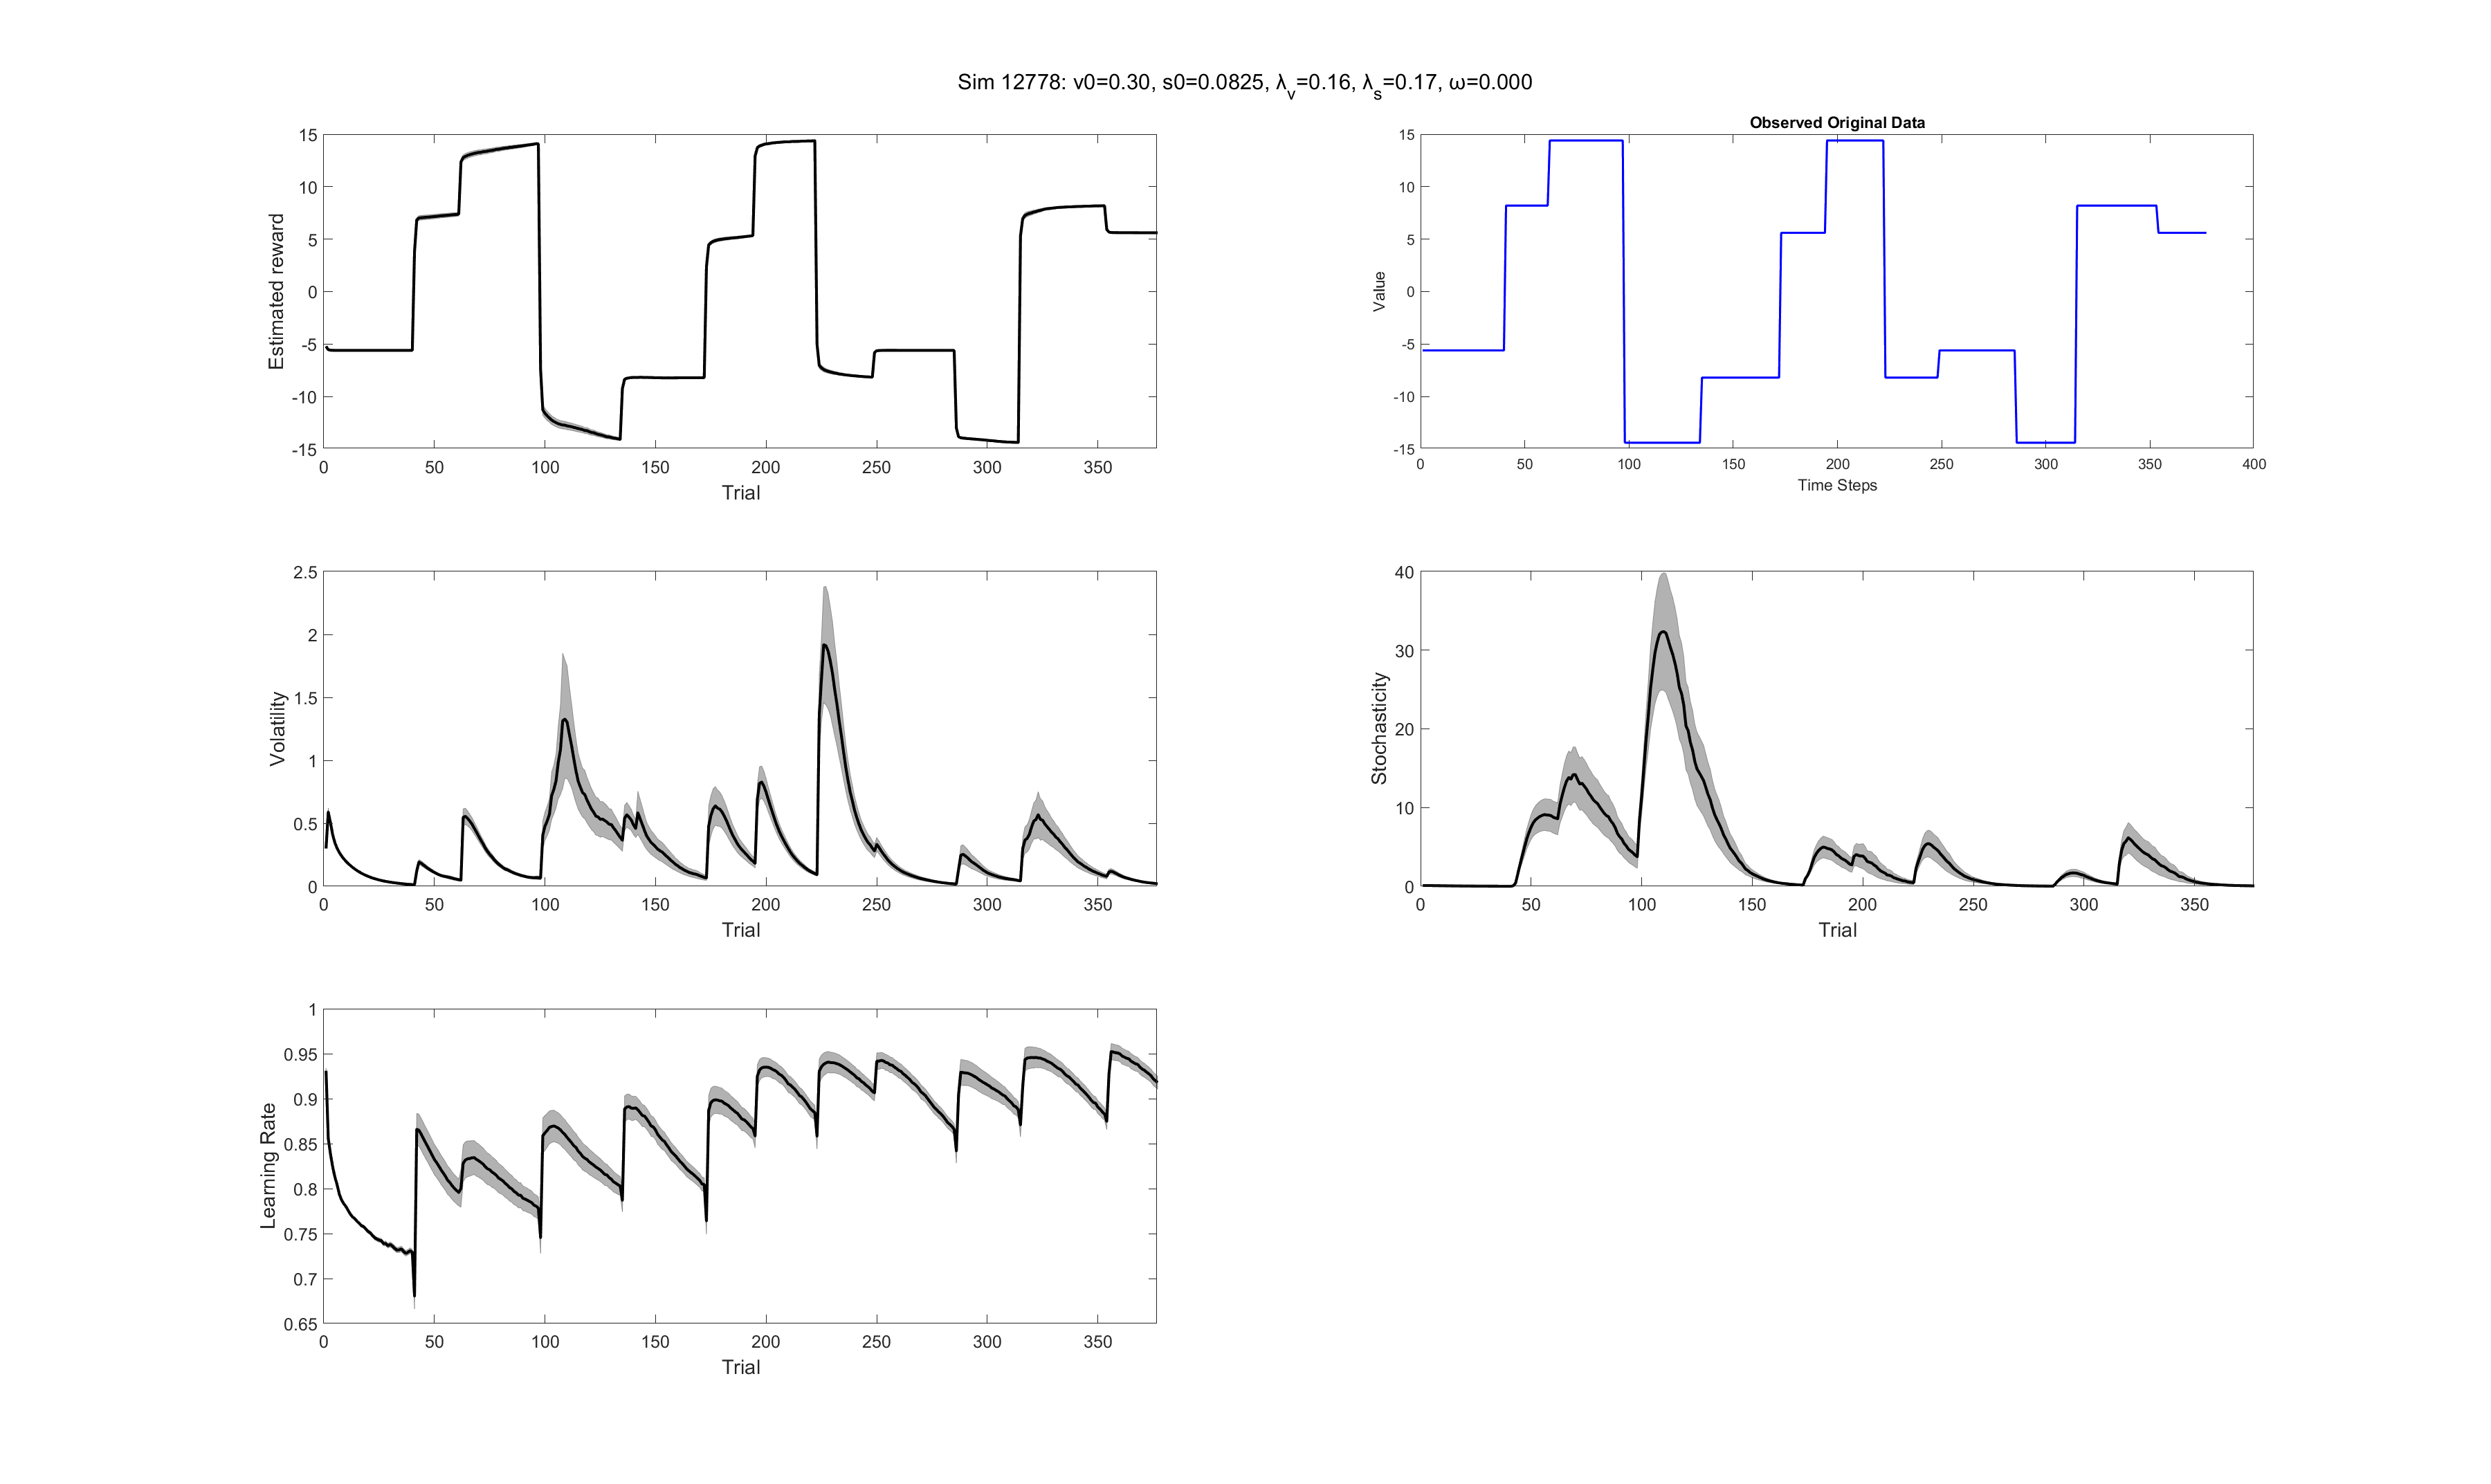 Sim 12778: v0=0.30, s0=0.0825, λv=0.16, λs=0.17, ω=0.000
15
10
5
0
-5
-10
-15
Estimated reward
0 50 100 150 200 250 300 350
Trial
Observed Original Data
15
10
5
0
-5
-10
-15
Value
0 50 100 150 200 250 300 350 400
Time Steps
2.5
2
1.5
1
0.5
0
Volatility
0 50 100 150 200 250 300 350
Trial
40
30
20
10
0
Stochasticity
0 50 100 150 200 250 300 350
Trial
1
0.95
0.9
0.85
0.8
0.75
0.7
0.65
Learning Rate
0 50 100 150 200 250 300 350
Trial